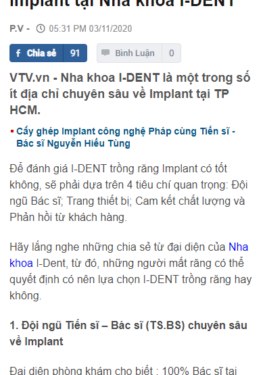 Implant tại Nha khoa I-DENT
P.V - 05:31 PM 03/11/2020
f Chia sẻ 91 Bình Luận 0
VTV.vn - Nha khoa I-DENT là một trong số
ít địa chỉ chuyên sâu về Implant tại TP
HCM.
• Cấy ghép Implant công nghệ Pháp cùng Tiến sĩ -
Bác sĩ Nguyễn Hiếu Tùng
Để đánh giá I-DENT trồng răng Implant có tốt
không, sẽ phải dựa trên 4 tiêu chí quan trọng: Đội
ngũ Bác sĩ; Trang thiết bị; Cam kết chất lượng và
Phản hồi từ khách hàng.
Hãy lắng nghe những chia sẻ từ đại diện của Nha
khoa I-Dent, từ đó, những người mất răng có thể
quyết định có nên lựa chọn I-DENT trồng răng hay
không.
1. Đội ngũ Tiến sĩ – Bác sĩ (TS.BS) chuyên sâu
về Implant
Đại diện phòng khám cho biết : 100% Bác sĩ tại